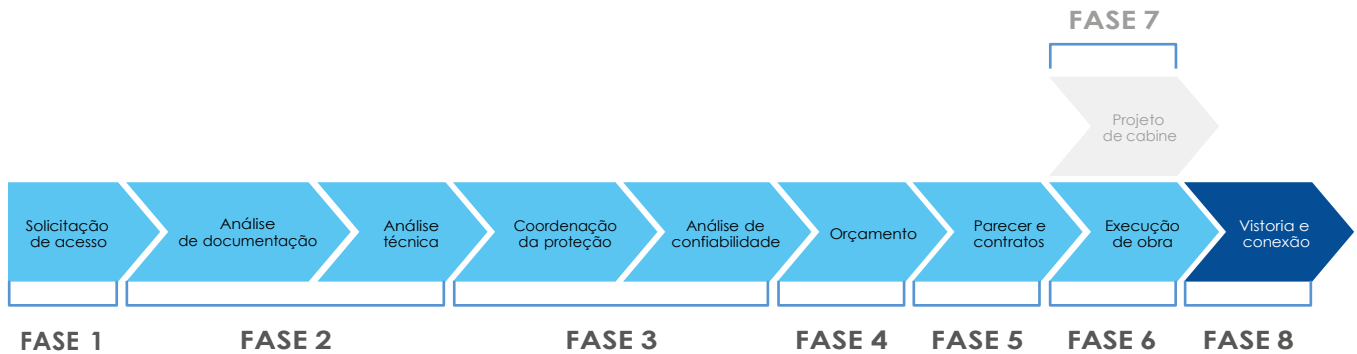 FASE 7
Projeto
de cabine
Solicitação
de acesso
Análise
de documentação
Análise
técnica
Coordenação
da proteção
Análise de
confiabilidade
Orçamento
Parecer e
contratos
Execução
de obra
Vistoria e
conexão
FASE 1
FASE 2
FASE 3
FASE 4
FASE 5
FASE 6
FASE 8